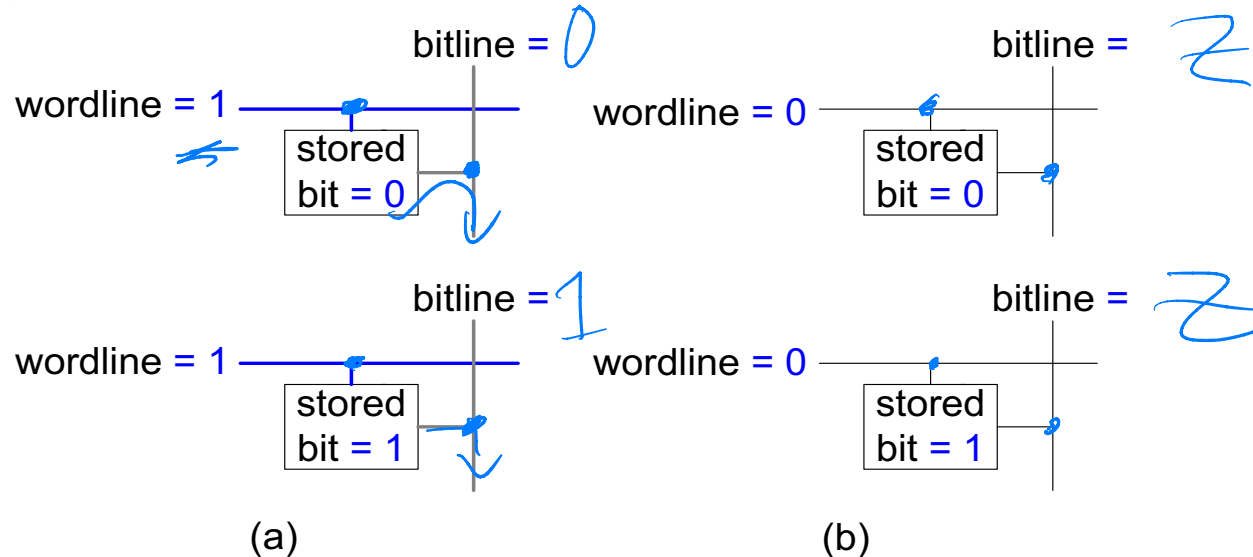 bitline = 0
wordline = 1
stored
bit = 0
bitline = Z
wordline = 0
stored
bit = 0
bitline = 1
wordline = 1
stored
bit = 1
bitline = Z
wordline = 0
stored
bit = 1
(a)
(b)